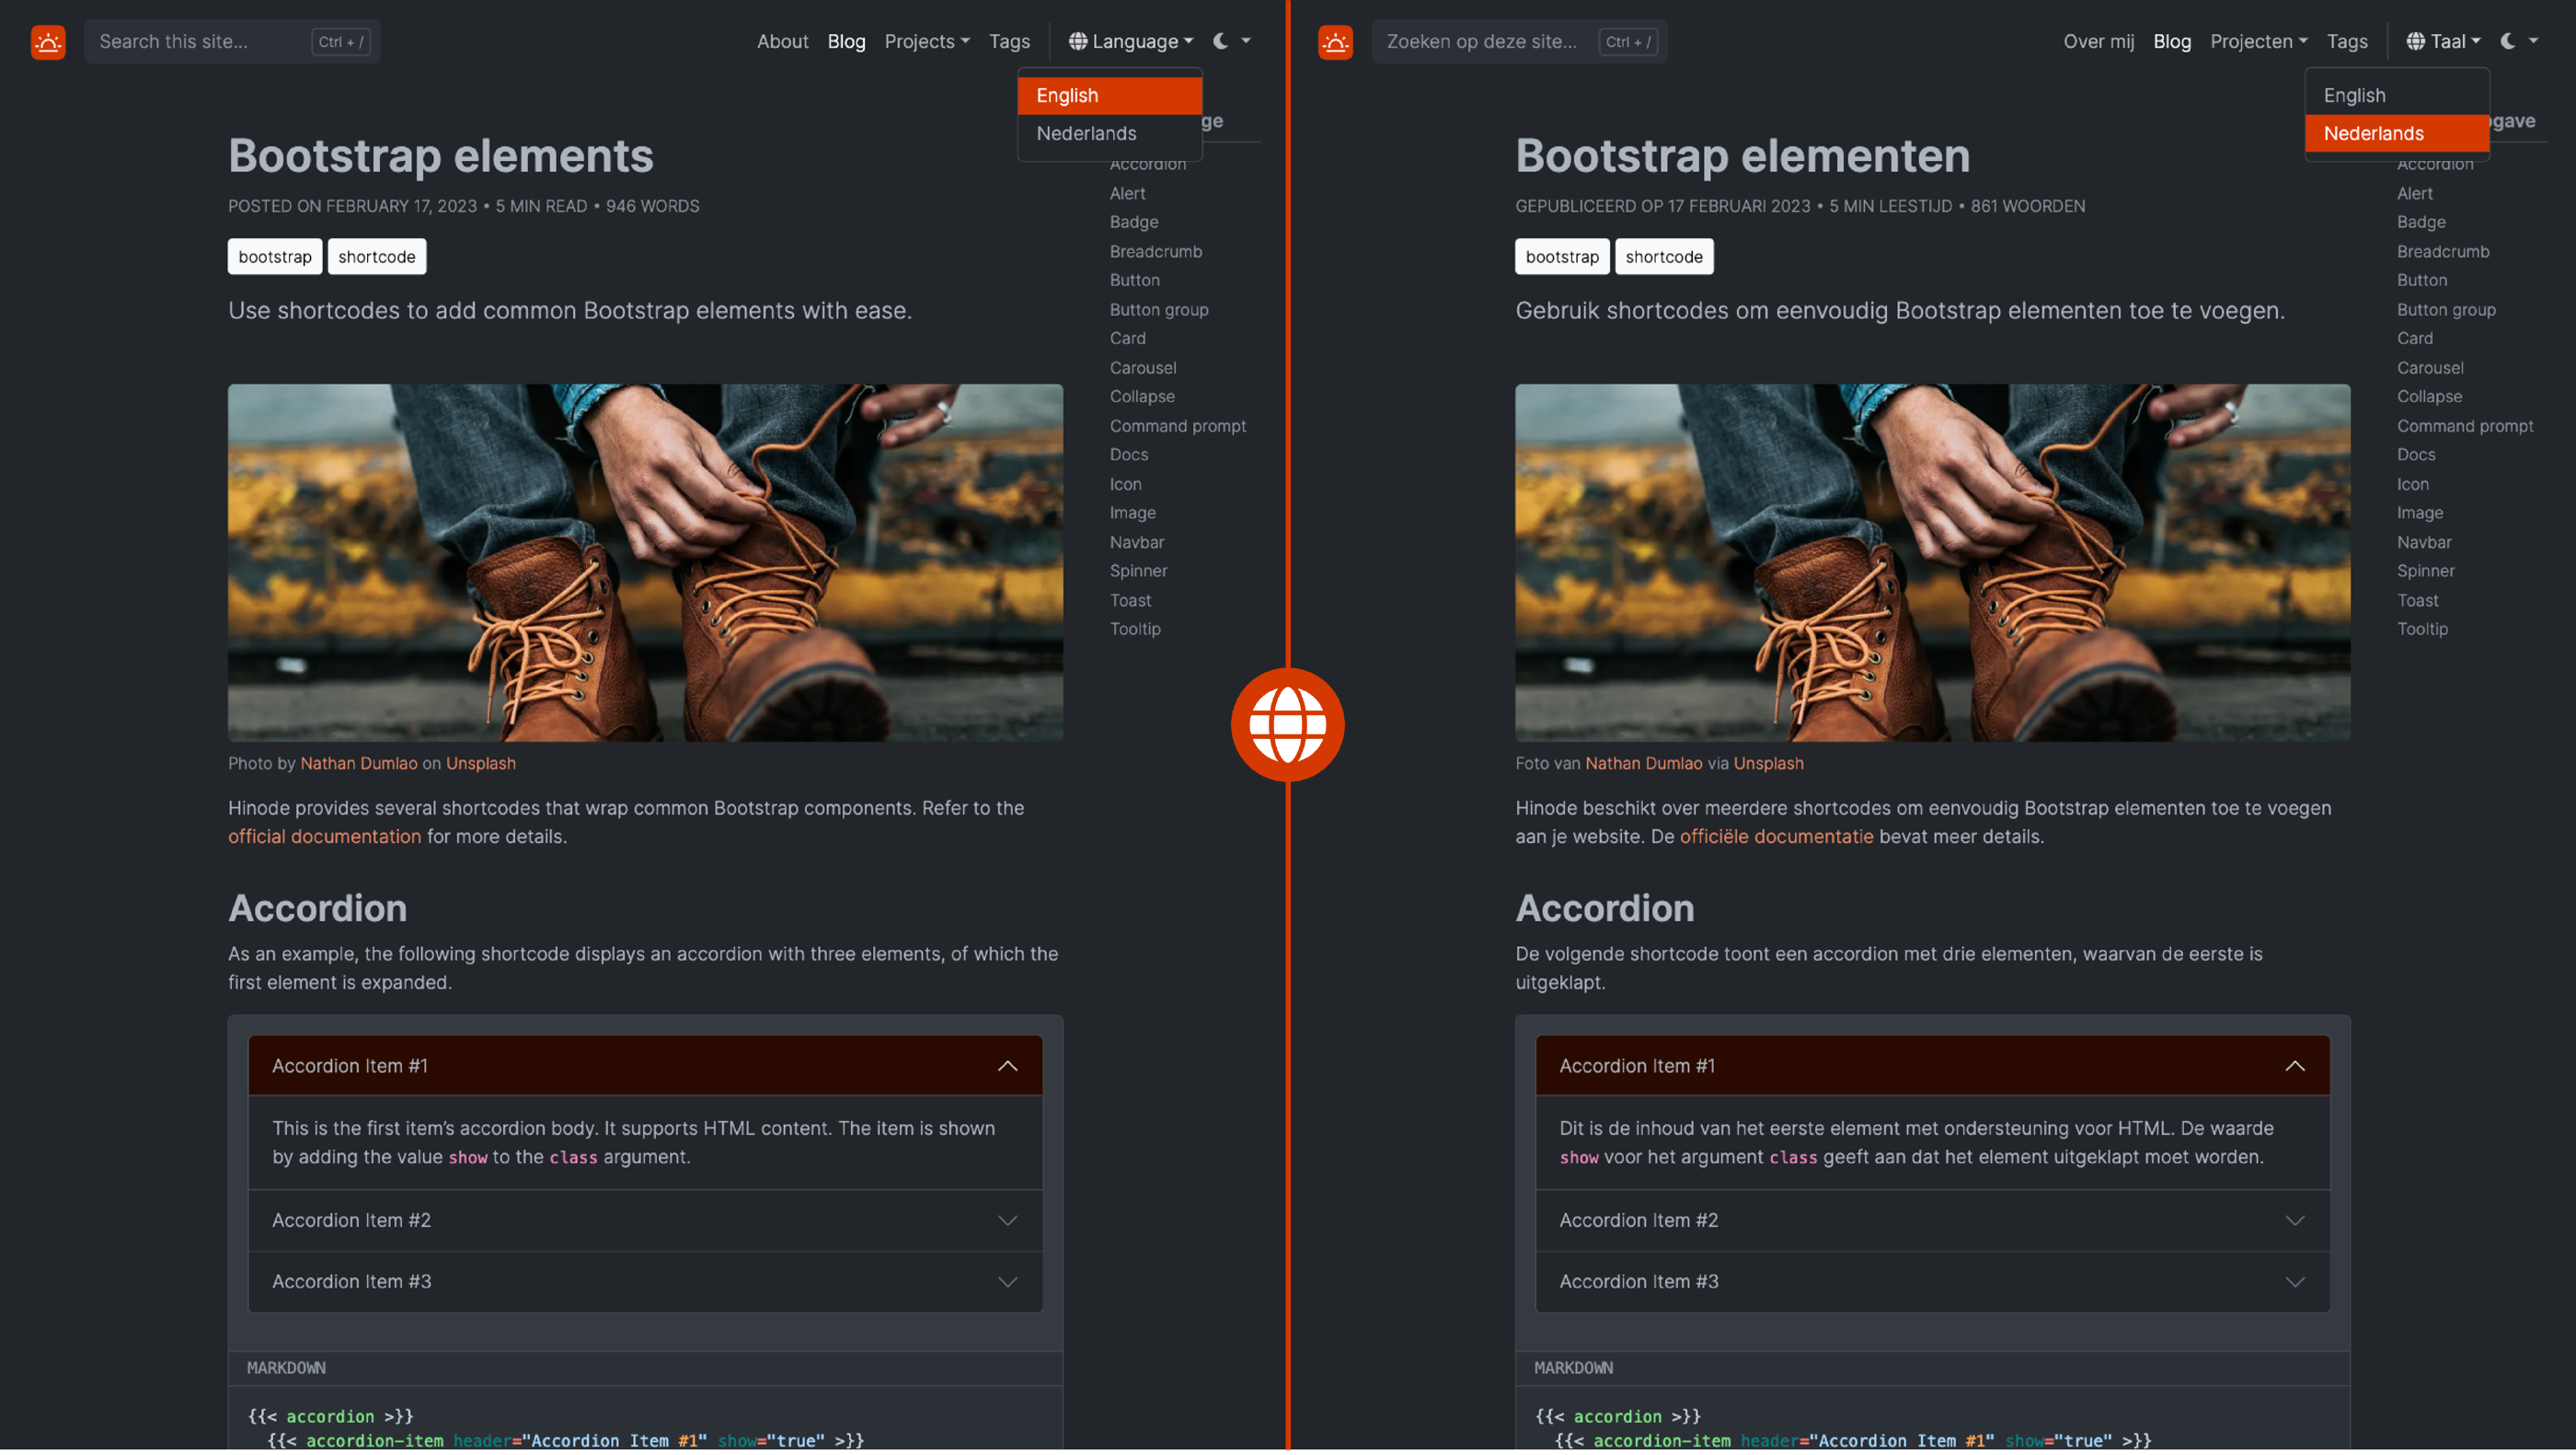 Search this site...
Ctrl + /
About
Blog
Projects
Tags
Language
English
Nederlands
ge
Bootstrap elements
POSTED ON FEBRUARY 17, 2023 • 5 MIN READ • 946 WORDS
bootstrap
shortcode
Use shortcodes to add common Bootstrap elements with ease.
Accordion
Alert
Badge
Breadcrumb
Button
Button group
Card
Carousel
Collapse
Command prompt
Docs
Icon
Image
Navbar
Spinner
Toast
Tooltip
Photo by Nathan Dumlao on Unsplash
Hinode provides several shortcodes that wrap common Bootstrap components. Refer to the
official documentation for more details.
Accordion
As an example, the following shortcode displays an accordion with three elements, of which the
first element is expanded.
Accordion Item #1
This is the first item’s accordion body. It supports HTML content. The item is shown
by adding the value show to the class argument.
Accordion Item #2
Accordion Item #3
MARKDOWN
{{< accordion >}}
{{< accordion-item header="Accordion Item #1" show="true" >}}
Zoeken op deze site...
Ctrl + /
Over mij
Blog
Projecten
Tags
Taal
English
Nederlands
gave
Bootstrap elementen
GEPUBLICEERD OP 17 FEBRUARI 2023 • 5 MIN LEESTIJD • 861 WOORDEN
bootstrap
shortcode
Gebruik shortcodes om eenvoudig Bootstrap elementen toe te voegen.
Accordion
Alert
Badge
Breadcrumb
Button
Button group
Card
Carousel
Collapse
Command prompt
Docs
Icon
Image
Navbar
Spinner
Toast
Tooltip
Foto van Nathan Dumlao via Unsplash
Hinode beschikt over meerdere shortcodes om eenvoudig Bootstrap elementen toe te voegen
aan je website. De officiële documentatie bevat meer details.
Accordion
De volgende shortcode toont een accordion met drie elementen, waarvan de eerste is
uitgeklapt.
Accordion Item #1
Dit is de inhoud van het eerste element met ondersteuning voor HTML. De waarde
show voor het argument class geeft aan dat het element uitgeklapt moet worden.
Accordion Item #2
Accordion Item #3
MARKDOWN
{{< accordion >}}
{{< accordion-item header="Accordion Item #1" show="true" >}}